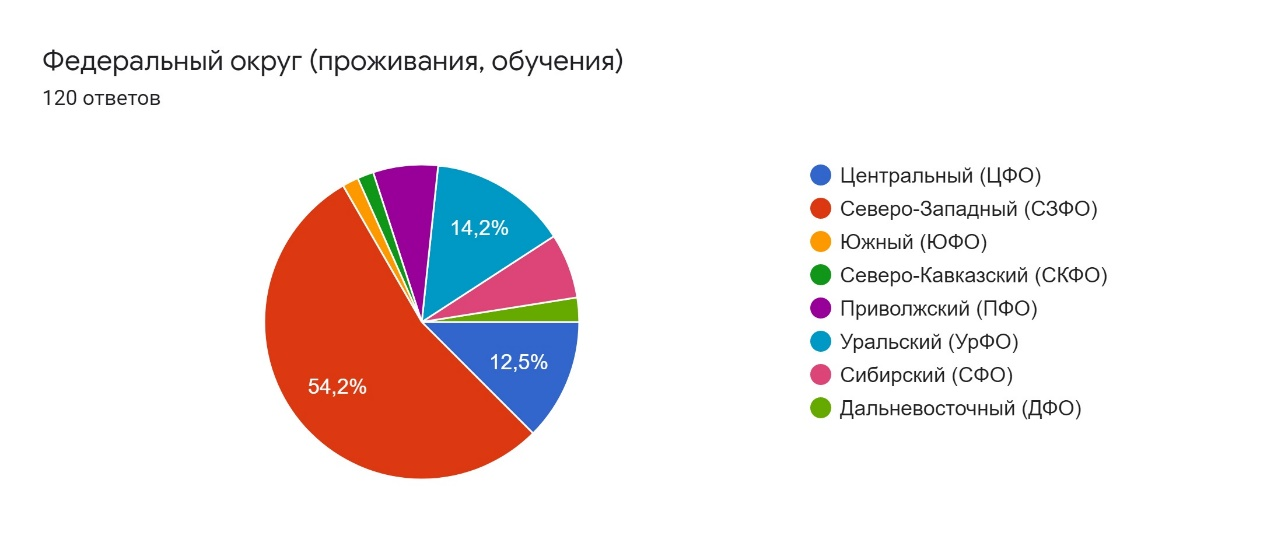 Федеральный округ (проживания, обучения)
120 ответов
14,2%
12,5%
54,2%
Центральный (ЦФО)
Северо-Западный (СЗФО)
Южный (ЮФО)
Северо-Кавказский (СКФО)
Приволжский (ПФО)
Уральский (УрФО)
Сибирский (СФО)
Дальневосточный (ДФО)